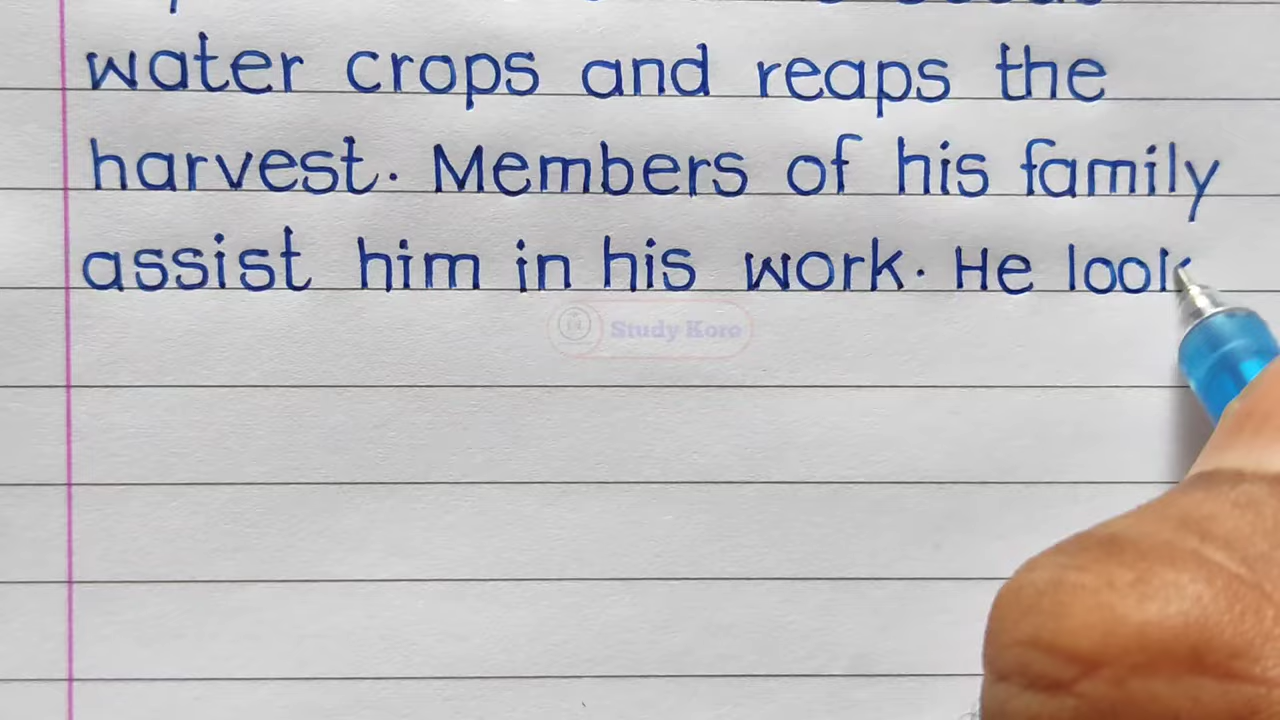 water crops and reaps the
harvest. Members of his family
assist him in his work. He look
Study Koro